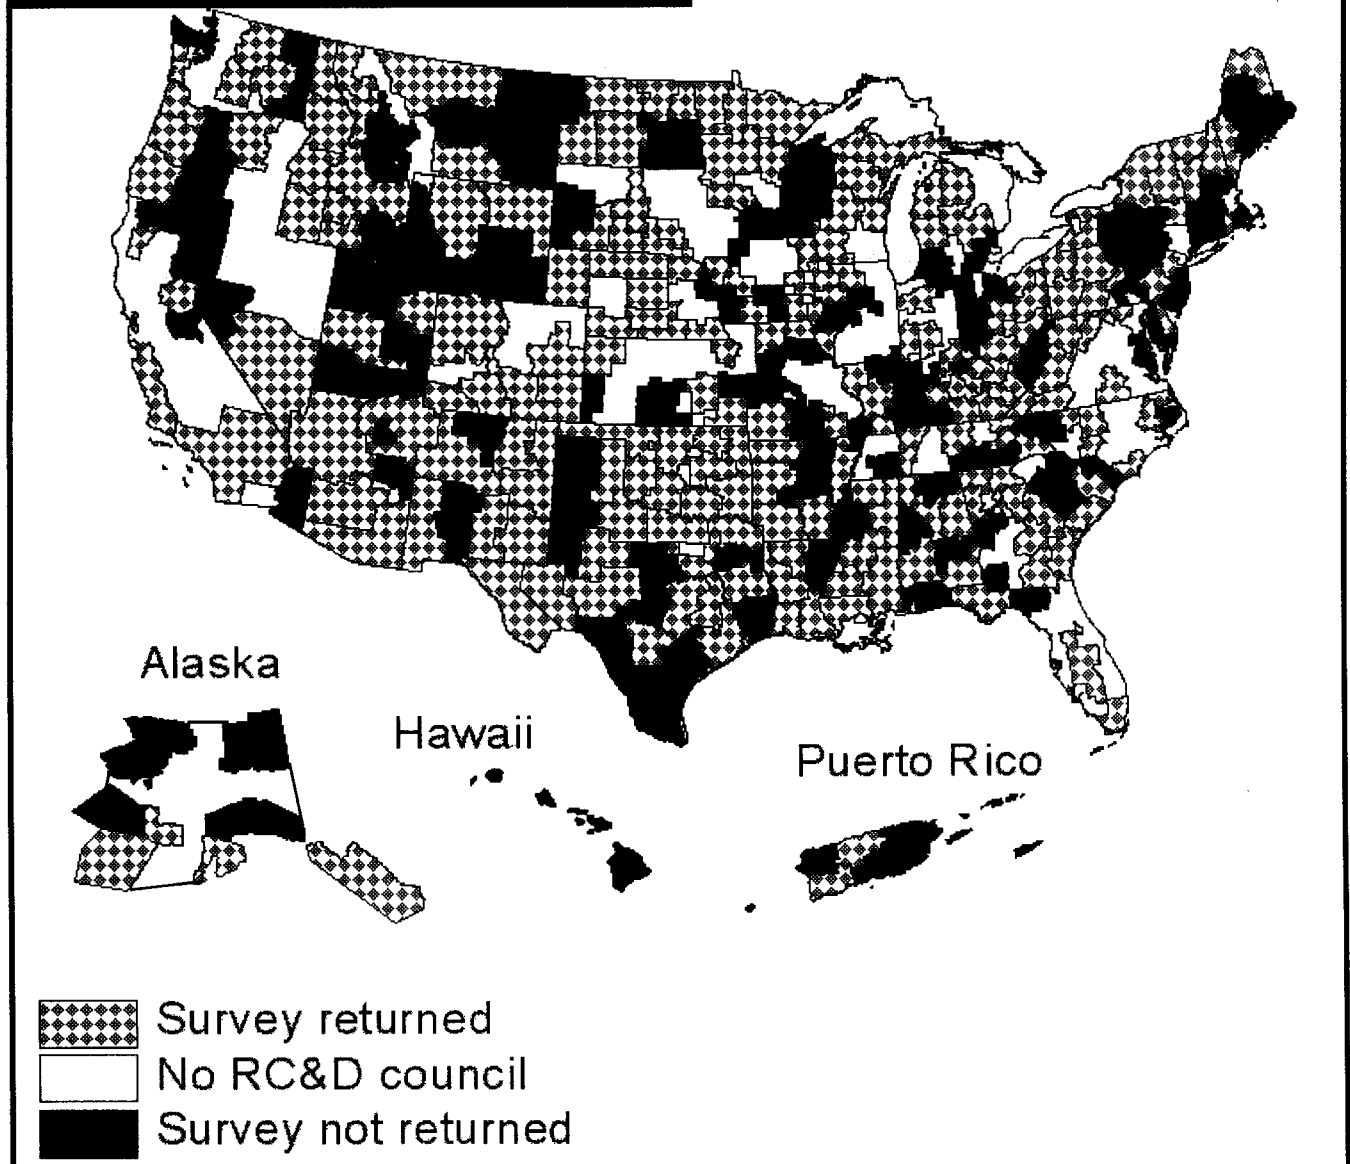 Alaska
Hawaii
Puerto Rico
Survey returned
No RC&D council
Survey not returned